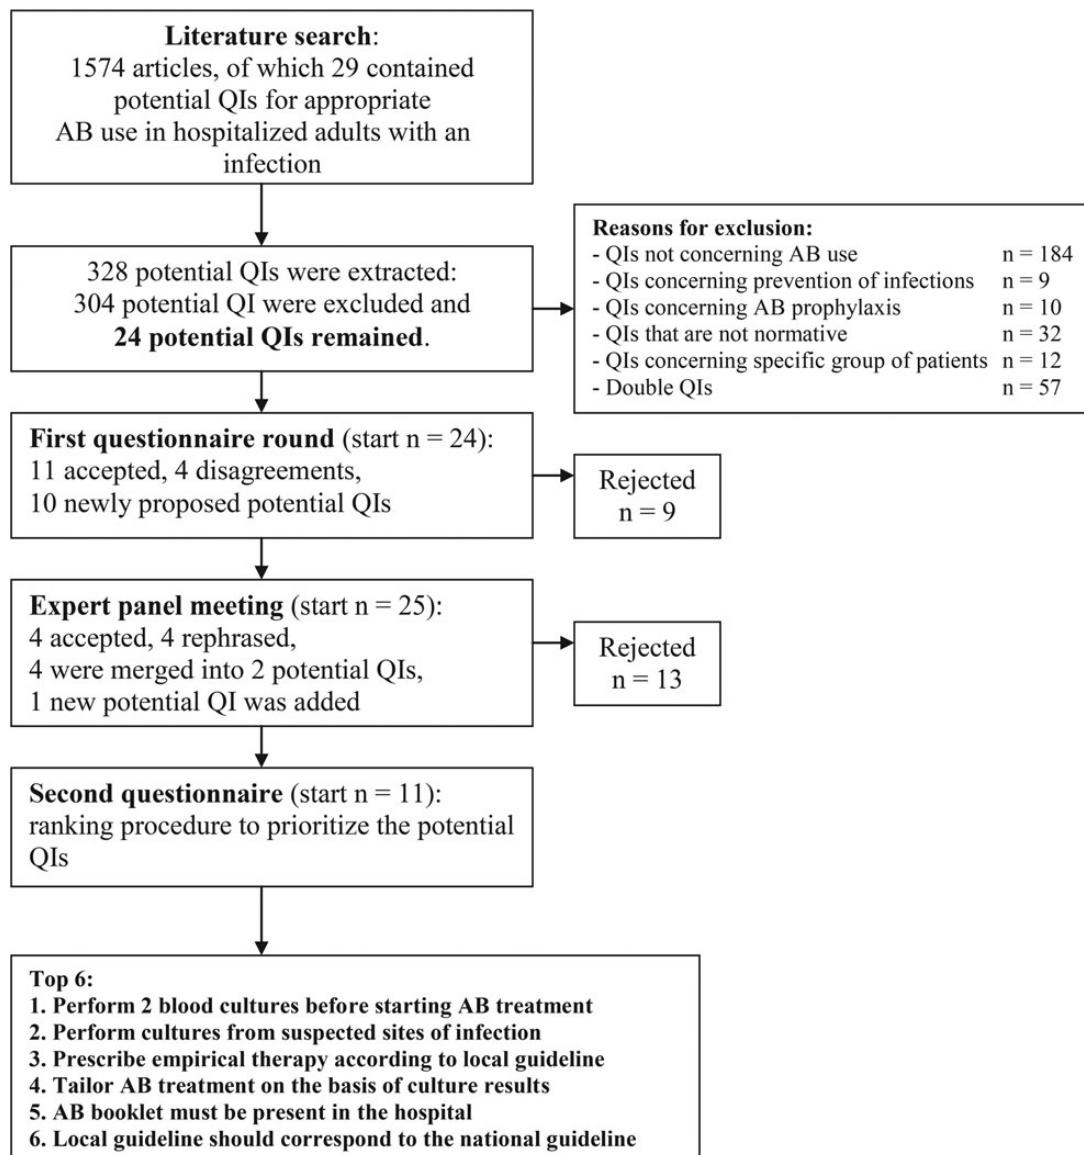 Literature search:
1574 articles, of which 29 contained
potential QIs for appropriate
AB use in hospitalized adults with an
infection
328 potential QIs were extracted:
304 potential QI were excluded and
24 potential QIs remained.
Reasons for exclusion:
- QIs not concerning AB use n = 184
- QIs concerning prevention of infections n = 9
- QIs concerning AB prophylaxis n = 10
- QIs that are not normative n = 32
- QIs concerning specific group of patients n = 12
- Double QIs n = 57
First questionnaire round (start n = 24):
11 accepted, 4 disagreements,
10 newly proposed potential QIs
Rejected
n = 9
Expert panel meeting (start n = 25):
4 accepted, 4 rephrased,
4 were merged into 2 potential QIs,
1 new potential QI was added
Rejected
n = 13
Second questionnaire (start n = 11):
ranking procedure to prioritize the potential
QIs
Top 6:
1. Perform 2 blood cultures before starting AB treatment
2. Perform cultures from suspected sites of infection
3. Prescribe empirical therapy according to local guideline
4. Tailor AB treatment on the basis of culture results
5. AB booklet must be present in the hospital
6. Local guideline should correspond to the national guideline